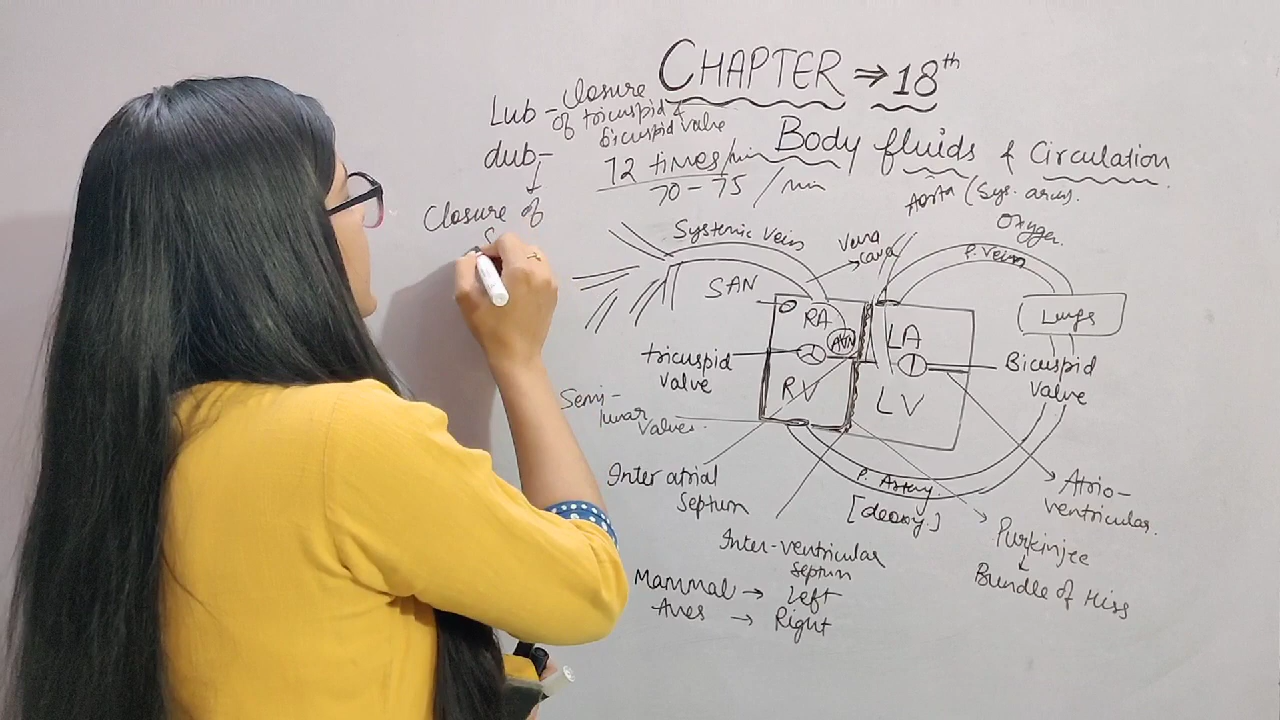 CHAPTER ⇒ 18th
Body fluids & Circulation
Lub - Closure
of tricuspid &
Bicuspid valve
dub -
↓
Closure of
S
72 times/min
70-75 / min
Aorta (Sys. arc).
Oxygen.
Systemic vein
Vena
cava
P. Vein
SAN
RA
AVN
LA
Lungs
tricuspid
valve
RV
LV
Bicuspid
valve
Semi-
lunar
valves.
Inter atrial
Septum
P. Artery.
[deoxy.]
Atrio-
ventricular.
Inter-ventricular
Septum
Purkinjee
↓
Bundle of Hiss
Mammal → Left
Aves → Right